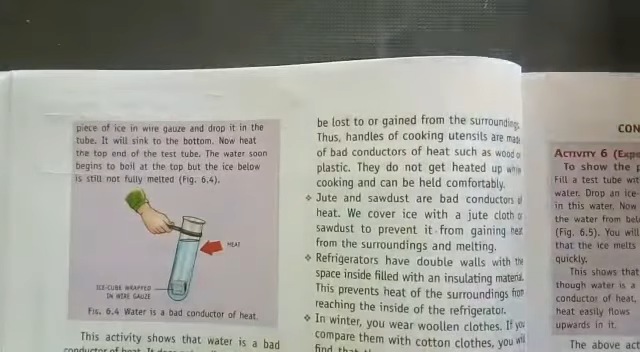 piece of ice in wire gauze and drop it in the
tube. It will sink to the bottom. Now heat
the top end of the test tube. The water soon
begins to boil at the top but the ice below
is still not fully melted (Fig. 6.4).
HEAT
ICE-CUBE WRAPPED
IN WIRE GAUZE
FIG. 6.4 Water is a bad conductor of heat.
This activity shows that water is a bad
conductor of heat. It
be lost to or gained from the surroundings.
Thus, handles of cooking utensils are made
of bad conductors of heat such as wood or
plastic. They do not get heated up while
cooking and can be held comfortably.
❖ Jute and sawdust are bad conductors of
heat. We cover ice with a jute cloth or
sawdust to prevent it from gaining heat
from the surroundings and melting.
❖ Refrigerators have double walls with the
space inside filled with an insulating material.
This prevents heat of the surroundings from
reaching the inside of the refrigerator.
❖ In winter, you wear woollen clothes. If you
compare them with cotton clothes, you will
find that
CON
ACTIVITY 6 (Expe
To show the p
Fill a test tube wit
water. Drop an ice
in this water. Now
the water from bel
(Fig. 6.5). You will
that the ice melts
quickly.
This shows that
though water is a
conductor of heat,
heat easily flows
upwards in it.
The above act